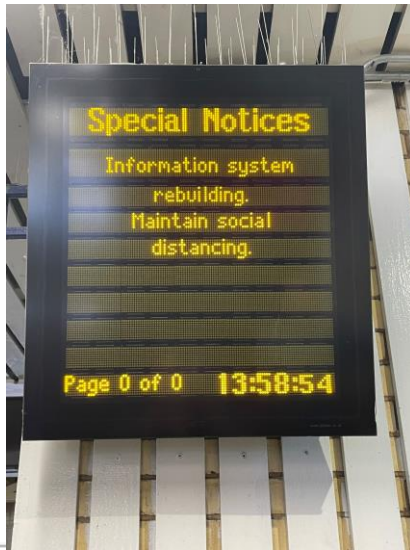 Special Notices
Information system
rebuilding.
Maintain social
distancing.
Page 0 of 0 13:58:54